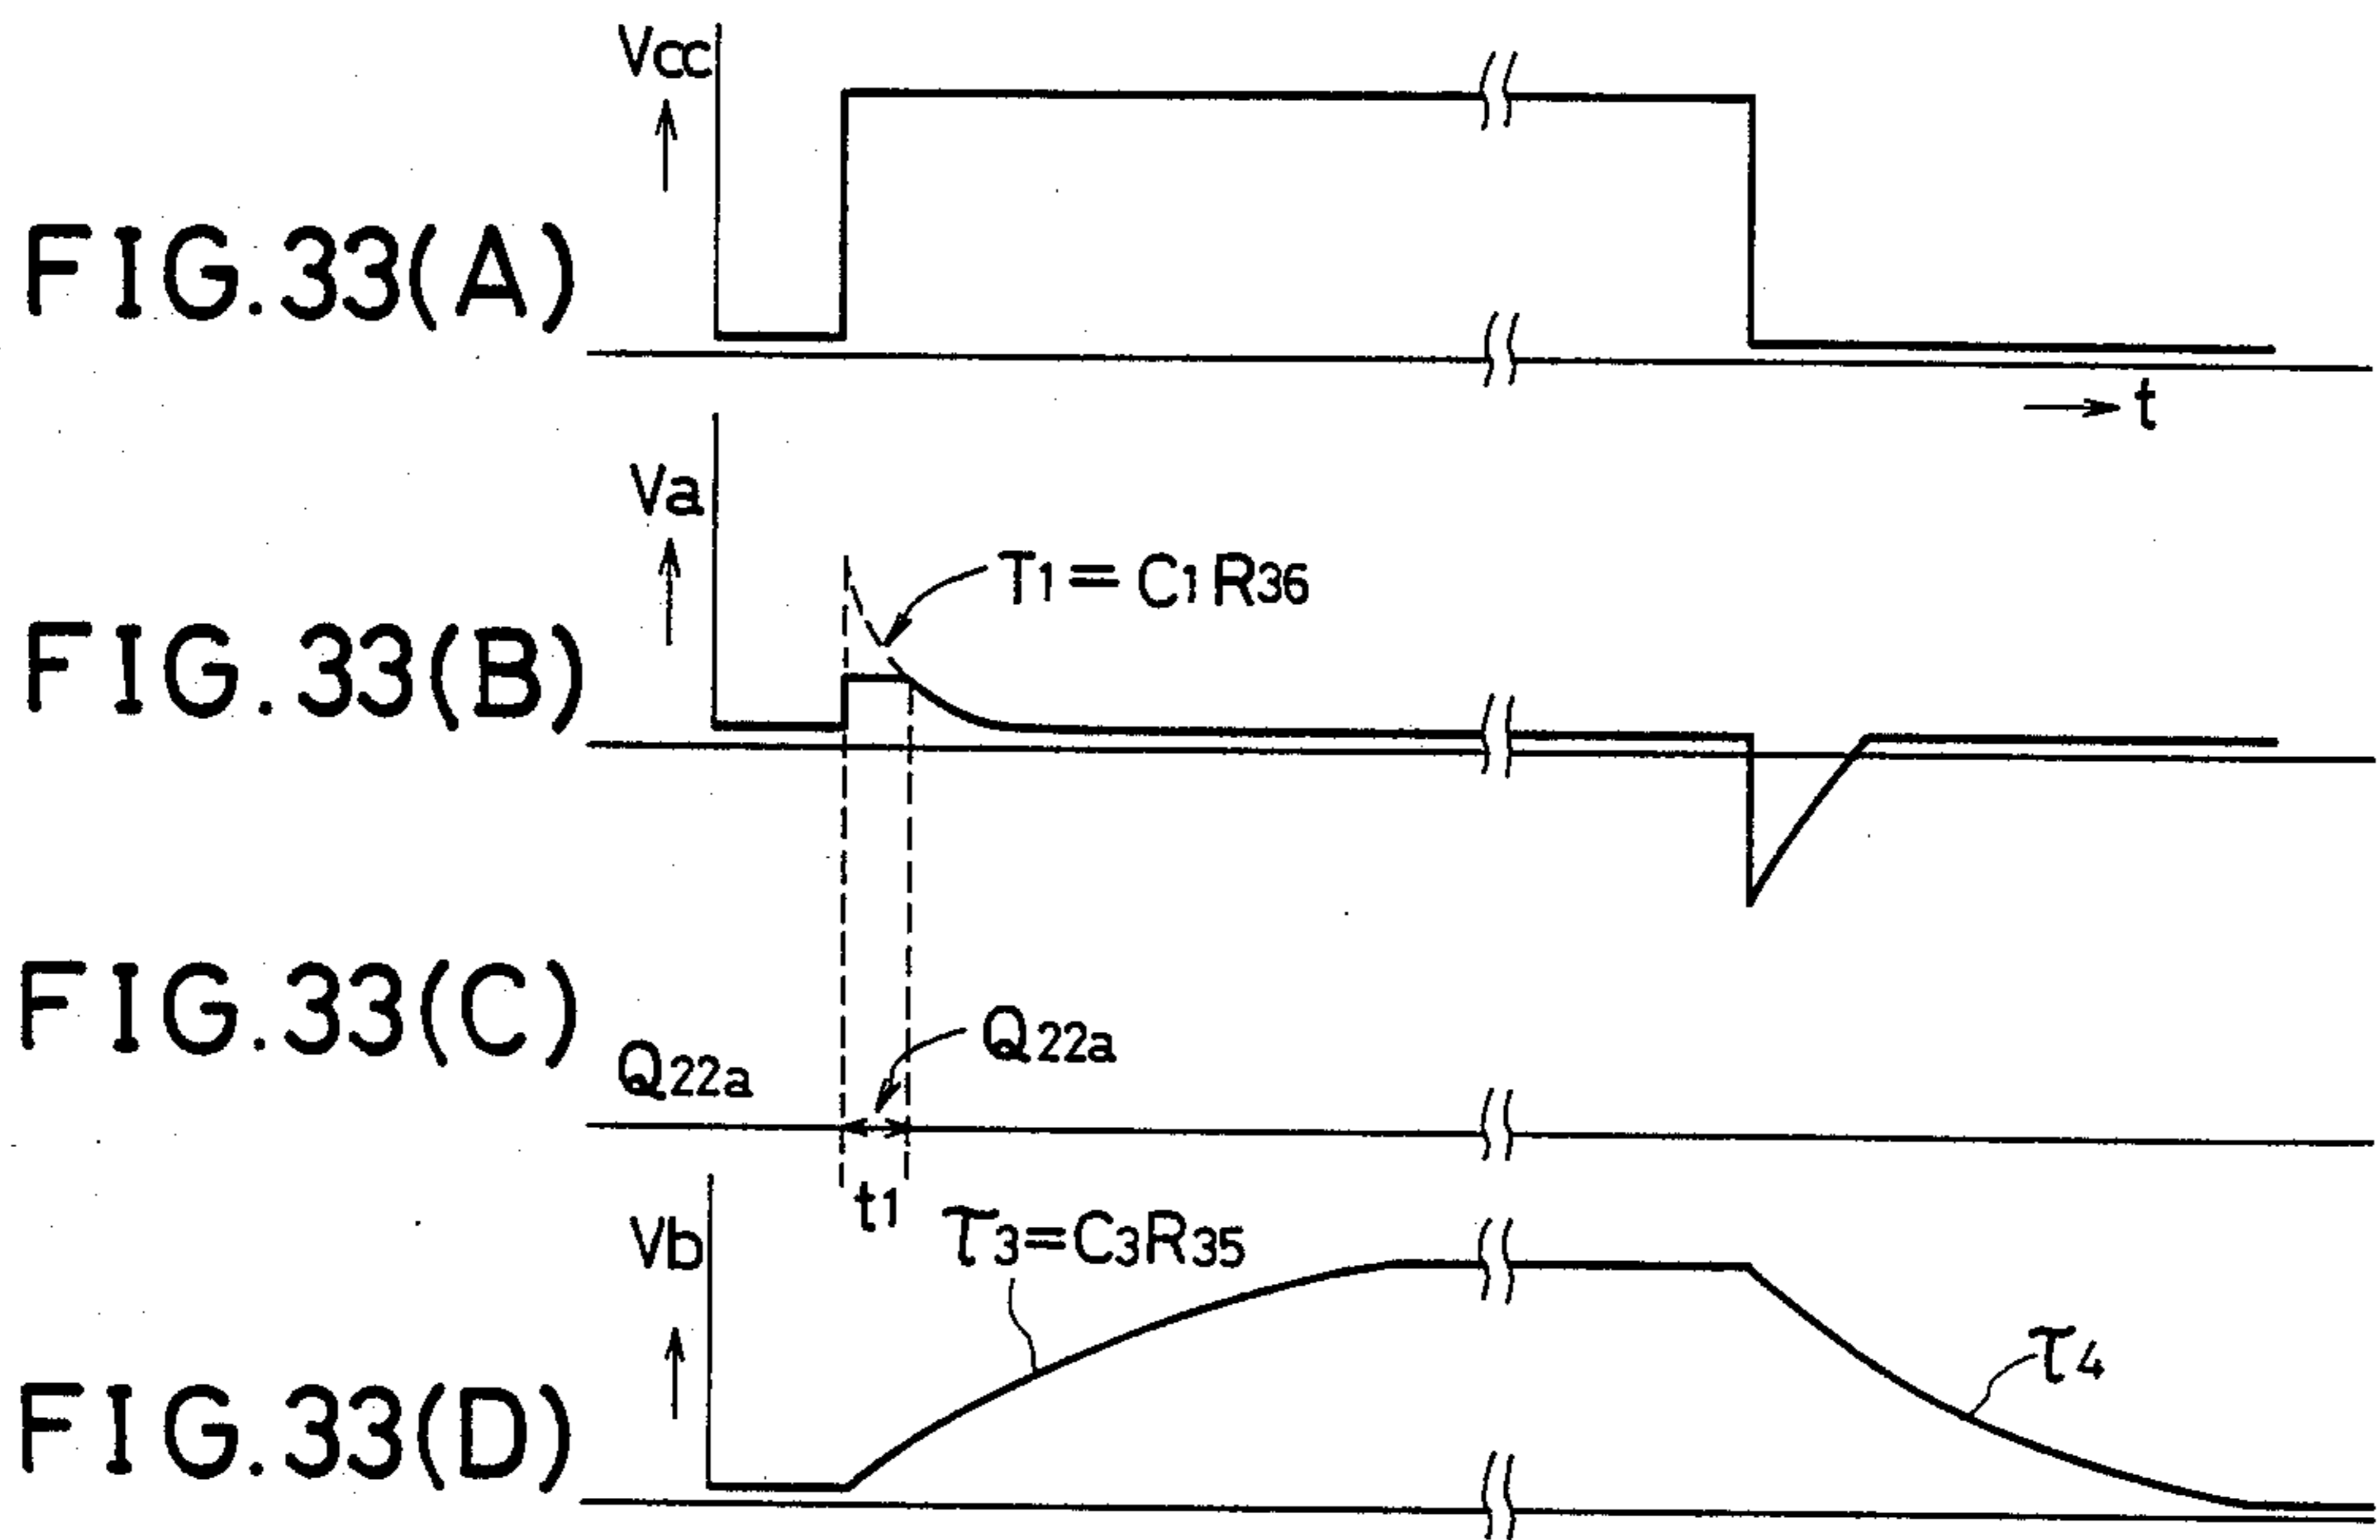 Vcc
FIG.33(A)
t
Va
T1=C1R36
FIG.33(B)
FIG.33(C)
Q22a
Q22a
t1
Vb
τ3=C3R35
FIG.33(D)
τ4